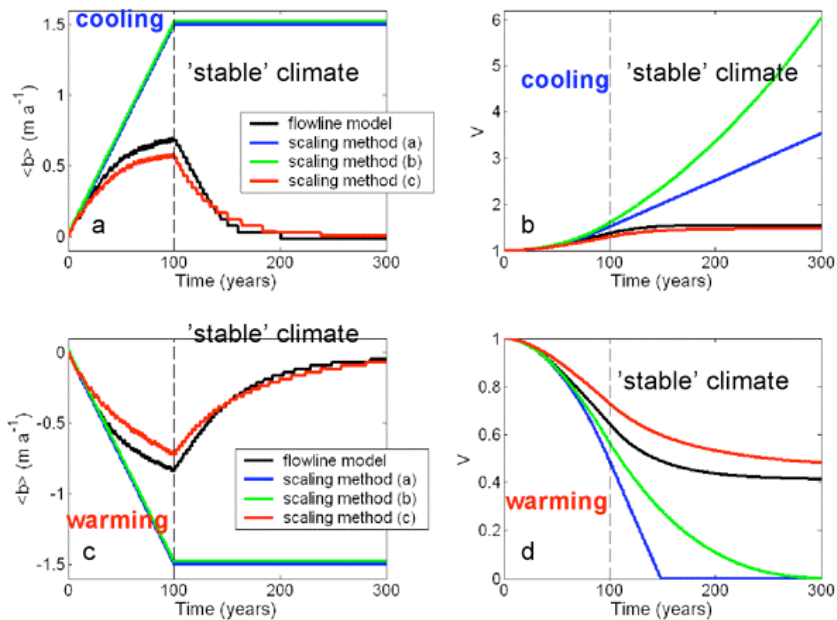 cooling
'stable' climate
<b> (m a⁻¹)
1.5
1
0.5
0
flowline model
scaling method (a)
scaling method (b)
scaling method (c)
a
0 100 200 300
Time (years)
cooling 'stable' climate
V
6
5
4
3
2
1
b
0 100 200 300
Time (years)
'stable' climate
<b> (m a⁻¹)
0
-0.5
-1
-1.5
warming
flowline model
scaling method (a)
scaling method (b)
scaling method (c)
c
0 100 200 300
Time (years)
'stable' climate
V
1
0.8
0.6
0.4
0.2
0
warming
d
0 100 200 300
Time (years)